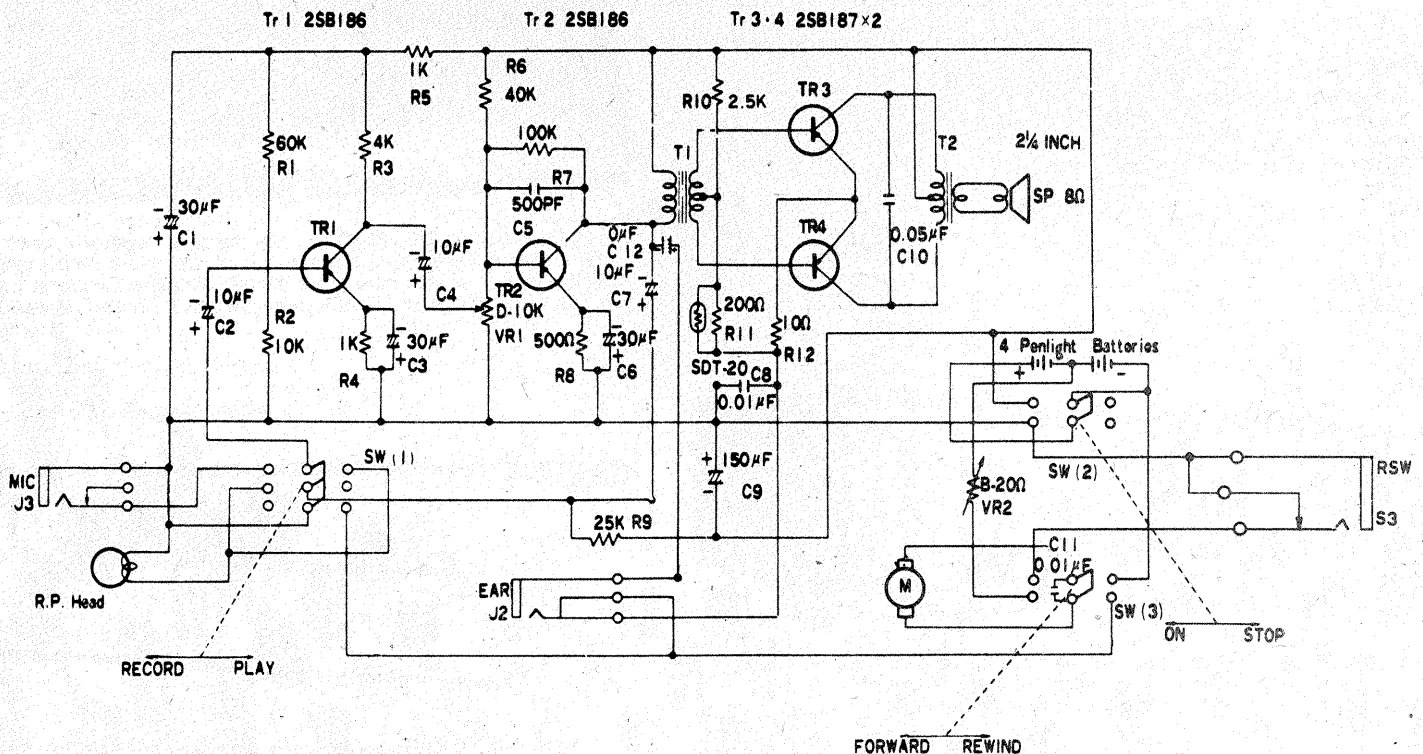 Tr 1 2SB186
Tr 2 2SB186
Tr 3·4 2SB187×2
1K
R5
R6
40K
R10 2.5K
TR3
60K
R1
4K
R3
100K
R7
500PF
C5
T1
T2
2¼ INCH
SP 8Ω
- 30μF
+ C1
TR1
- 10μF
+
C4
0μF
C 12
10μF
-
C7 +
TR4
0.05μF
C10
- 10μF
+ C2
R2
10K
1K
R4
- 30μF
+ C3
TR2
D-10K
VR1
500Ω
R8
- 30μF
+ C6
200Ω
R11
10Ω
R12
SDT-20
C8
0.01μF
4 Penlight Batteries
+ -
MIC
J3
SW (1)
+ 150μF
- C9
SW (2)
RSW
S3
B-20Ω
VR2
25K R9
R.P. Head
EAR
J2
M
C11
0 01μF
SW (3)
ON STOP
RECORD PLAY
FORWARD REWIND